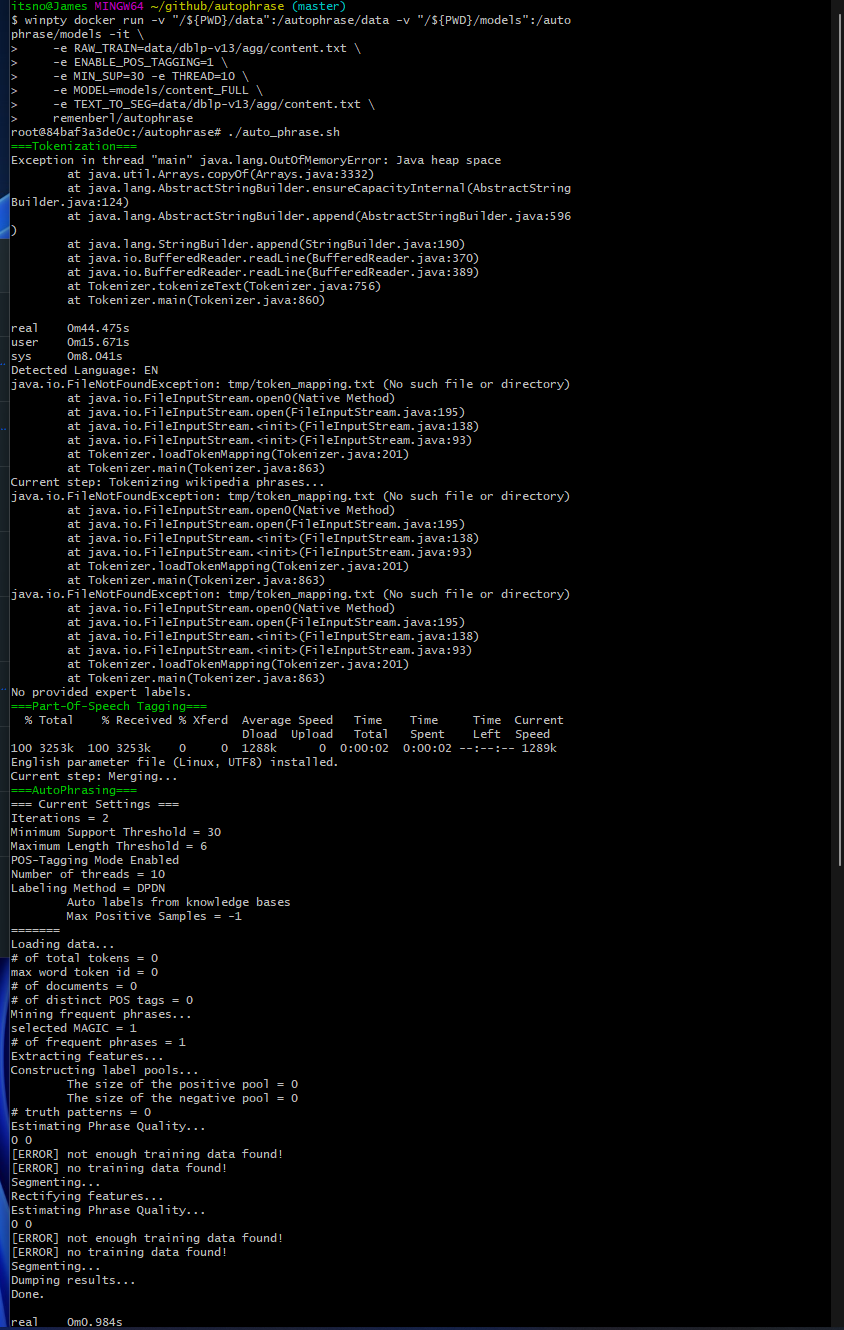 itsno@James MINGW64 ~/github/autophrase (master)
$ winpty docker run -v "/${PWD}/data":/autophrase/data -v "/${PWD}/models":/auto
phrase/models -it \
>     -e RAW_TRAIN=data/dblp-v13/agg/content.txt \
>     -e ENABLE_POS_TAGGING=1 \
>     -e MIN_SUP=30 -e THREAD=10 \
>     -e MODEL=models/content_FULL \
>     -e TEXT_TO_SEG=data/dblp-v13/agg/content.txt \
>     remenberl/autophrase
root@84baf3a3de0c:/autophrase# ./auto_phrase.sh
===Tokenization===
Exception in thread "main" java.lang.OutOfMemoryError: Java heap space
        at java.util.Arrays.copyOf(Arrays.java:3332)
        at java.lang.AbstractStringBuilder.ensureCapacityInternal(AbstractString
Builder.java:124)
        at java.lang.AbstractStringBuilder.append(AbstractStringBuilder.java:596
)
        at java.lang.StringBuilder.append(StringBuilder.java:190)
        at java.io.BufferedReader.readLine(BufferedReader.java:370)
        at java.io.BufferedReader.readLine(BufferedReader.java:389)
        at Tokenizer.tokenizeText(Tokenizer.java:756)
        at Tokenizer.main(Tokenizer.java:860)

real    0m44.475s
user    0m15.671s
sys     0m8.041s
Detected Language: EN
java.io.FileNotFoundException: tmp/token_mapping.txt (No such file or directory)
        at java.io.FileInputStream.open0(Native Method)
        at java.io.FileInputStream.open(FileInputStream.java:195)
        at java.io.FileInputStream.<init>(FileInputStream.java:138)
        at java.io.FileInputStream.<init>(FileInputStream.java:93)
        at Tokenizer.loadTokenMapping(Tokenizer.java:201)
        at Tokenizer.main(Tokenizer.java:863)
Current step: Tokenizing wikipedia phrases...
java.io.FileNotFoundException: tmp/token_mapping.txt (No such file or directory)
        at java.io.FileInputStream.open0(Native Method)
        at java.io.FileInputStream.open(FileInputStream.java:195)
        at java.io.FileInputStream.<init>(FileInputStream.java:138)
        at java.io.FileInputStream.<init>(FileInputStream.java:93)
        at Tokenizer.loadTokenMapping(Tokenizer.java:201)
        at Tokenizer.main(Tokenizer.java:863)
java.io.FileNotFoundException: tmp/token_mapping.txt (No such file or directory)
        at java.io.FileInputStream.open0(Native Method)
        at java.io.FileInputStream.open(FileInputStream.java:195)
        at java.io.FileInputStream.<init>(FileInputStream.java:138)
        at java.io.FileInputStream.<init>(FileInputStream.java:93)
        at Tokenizer.loadTokenMapping(Tokenizer.java:201)
        at Tokenizer.main(Tokenizer.java:863)
No provided expert labels.
===Part-Of-Speech Tagging===
  % Total    % Received % Xferd  Average Speed   Time    Time     Time  Current
                                 Dload  Upload   Total   Spent    Left  Speed
100 3253k  100 3253k    0     0  1288k      0  0:00:02  0:00:02 --:--:-- 1289k
English parameter file (Linux, UTF8) installed.
Current step: Merging...
===AutoPhrasing===
=== Current Settings ===
Iterations = 2
Minimum Support Threshold = 30
Maximum Length Threshold = 6
POS-Tagging Mode Enabled
Number of threads = 10
Labeling Method = DPDN
        Auto labels from knowledge bases
        Max Positive Samples = -1
=======
Loading data...
# of total tokens = 0
max word token id = 0
# of documents = 0
# of distinct POS tags = 0
Mining frequent phrases...
selected MAGIC = 1
# of frequent phrases = 1
Extracting features...
Constructing label pools...
        The size of the positive pool = 0
        The size of the negative pool = 0
# truth patterns = 0
Estimating Phrase Quality...
0 0
[ERROR] not enough training data found!
[ERROR] no training data found!
Segmenting...
Rectifying features...
Estimating Phrase Quality...
0 0
[ERROR] not enough training data found!
[ERROR] no training data found!
Segmenting...
Dumping results...
Done.

real    0m0.984s